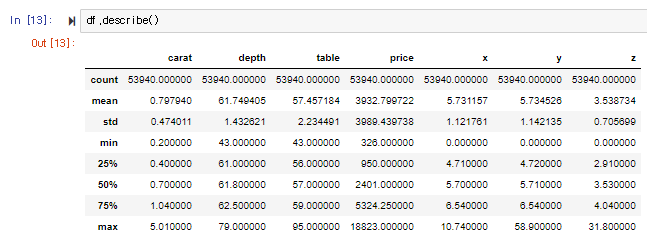 In [13]: df.describe()
Out[13]:
carat depth table price x y z
count 53940.000000 53940.000000 53940.000000 53940.000000 53940.000000 53940.000000 53940.000000
mean 0.797940 61.749405 57.457184 3932.799722 5.731157 5.734526 3.538734
std 0.474011 1.432621 2.234491 3989.439738 1.121761 1.142135 0.705699
min 0.200000 43.000000 43.000000 326.000000 0.000000 0.000000 0.000000
25% 0.400000 61.000000 56.000000 950.000000 4.710000 4.720000 2.910000
50% 0.700000 61.800000 57.000000 2401.000000 5.700000 5.710000 3.530000
75% 1.040000 62.500000 59.000000 5324.250000 6.540000 6.540000 4.040000
max 5.010000 79.000000 95.000000 18823.000000 10.740000 58.900000 31.800000